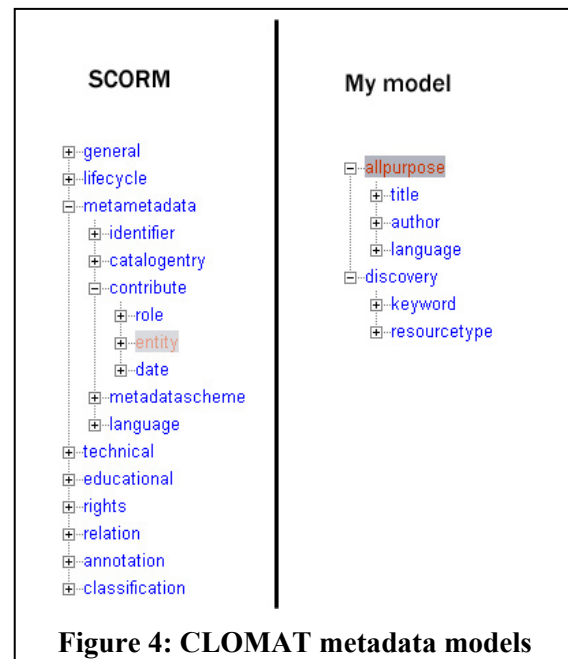 SCORM
general
lifecycle
metametadata
identifier
catalogentry
contribute
role
entity
date
metadatascheme
language
technical
educational
rights
relation
annotation
classification
My model
allpurpose
title
author
language
discovery
keyword
resourcetype
Figure 4: CLOMAT metadata models